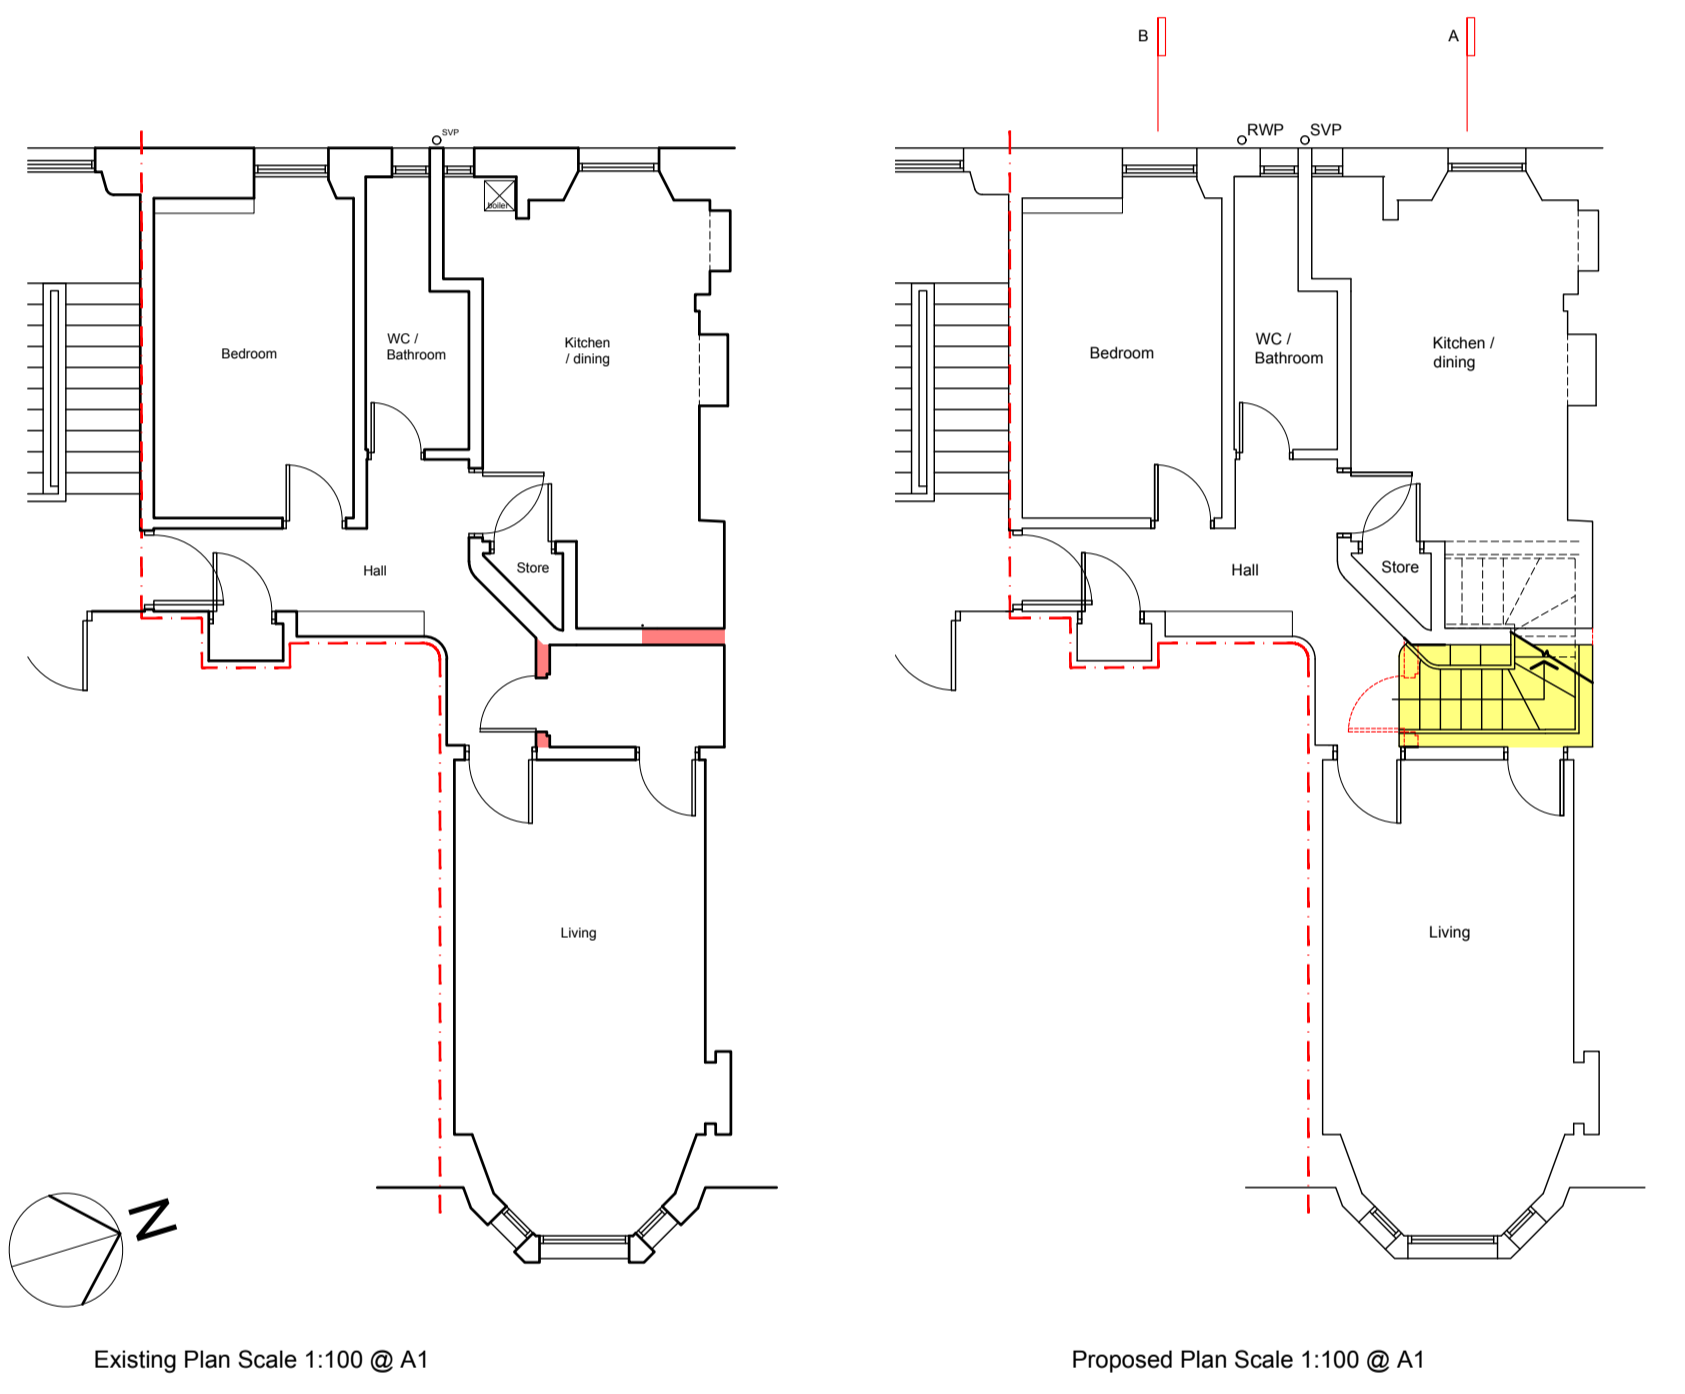 B
A
SVP
RWP
SVP
boiler
Bedroom
WC /
Bathroom
Kitchen
/ dining
Hall
Store
Living
Bedroom
WC /
Bathroom
Kitchen /
dining
Hall
Store
Living
N
Existing Plan Scale 1:100 @ A1
Proposed Plan Scale 1:100 @ A1